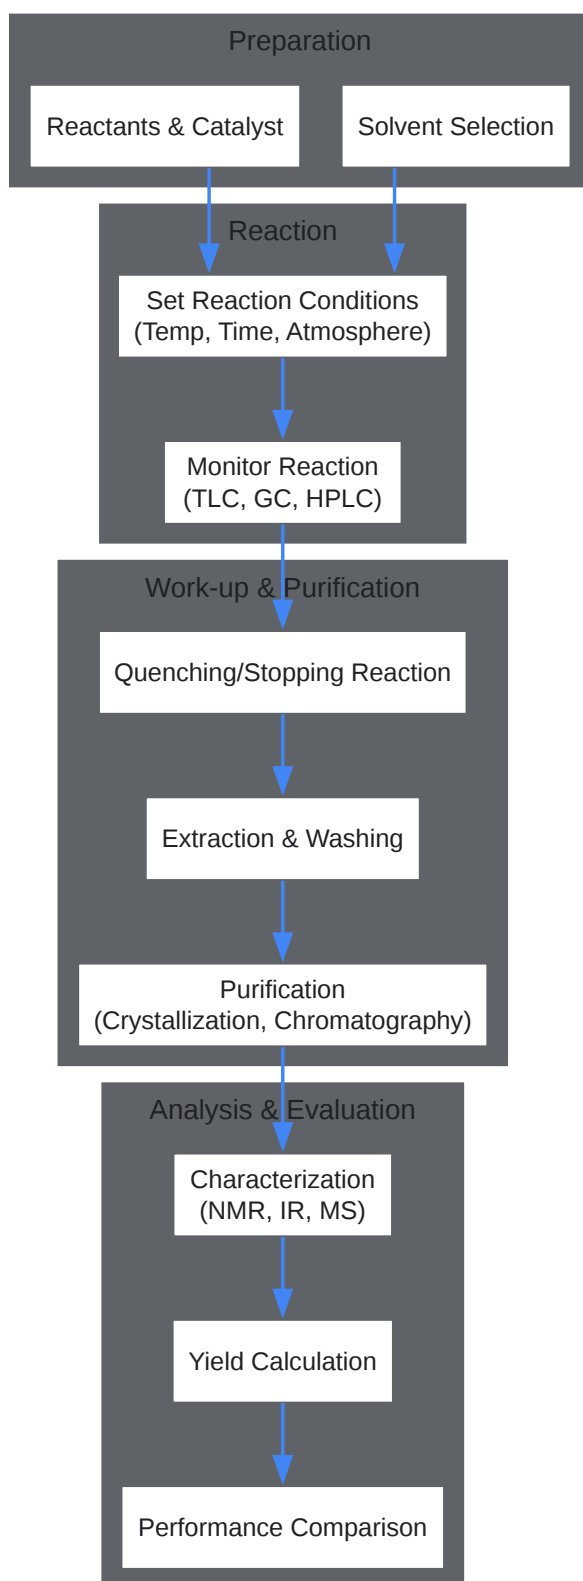 Preparation
Reactants & Catalyst
Solvent Selection
Reaction
Set Reaction Conditions
(Temp, Time, Atmosphere)
Monitor Reaction
(TLC, GC, HPLC)
Work-up & Purification
Quenching/Stopping Reaction
Extraction & Washing
Purification
(Crystallization, Chromatography)
Analysis & Evaluation
Characterization
(NMR, IR, MS)
Yield Calculation
Performance Comparison